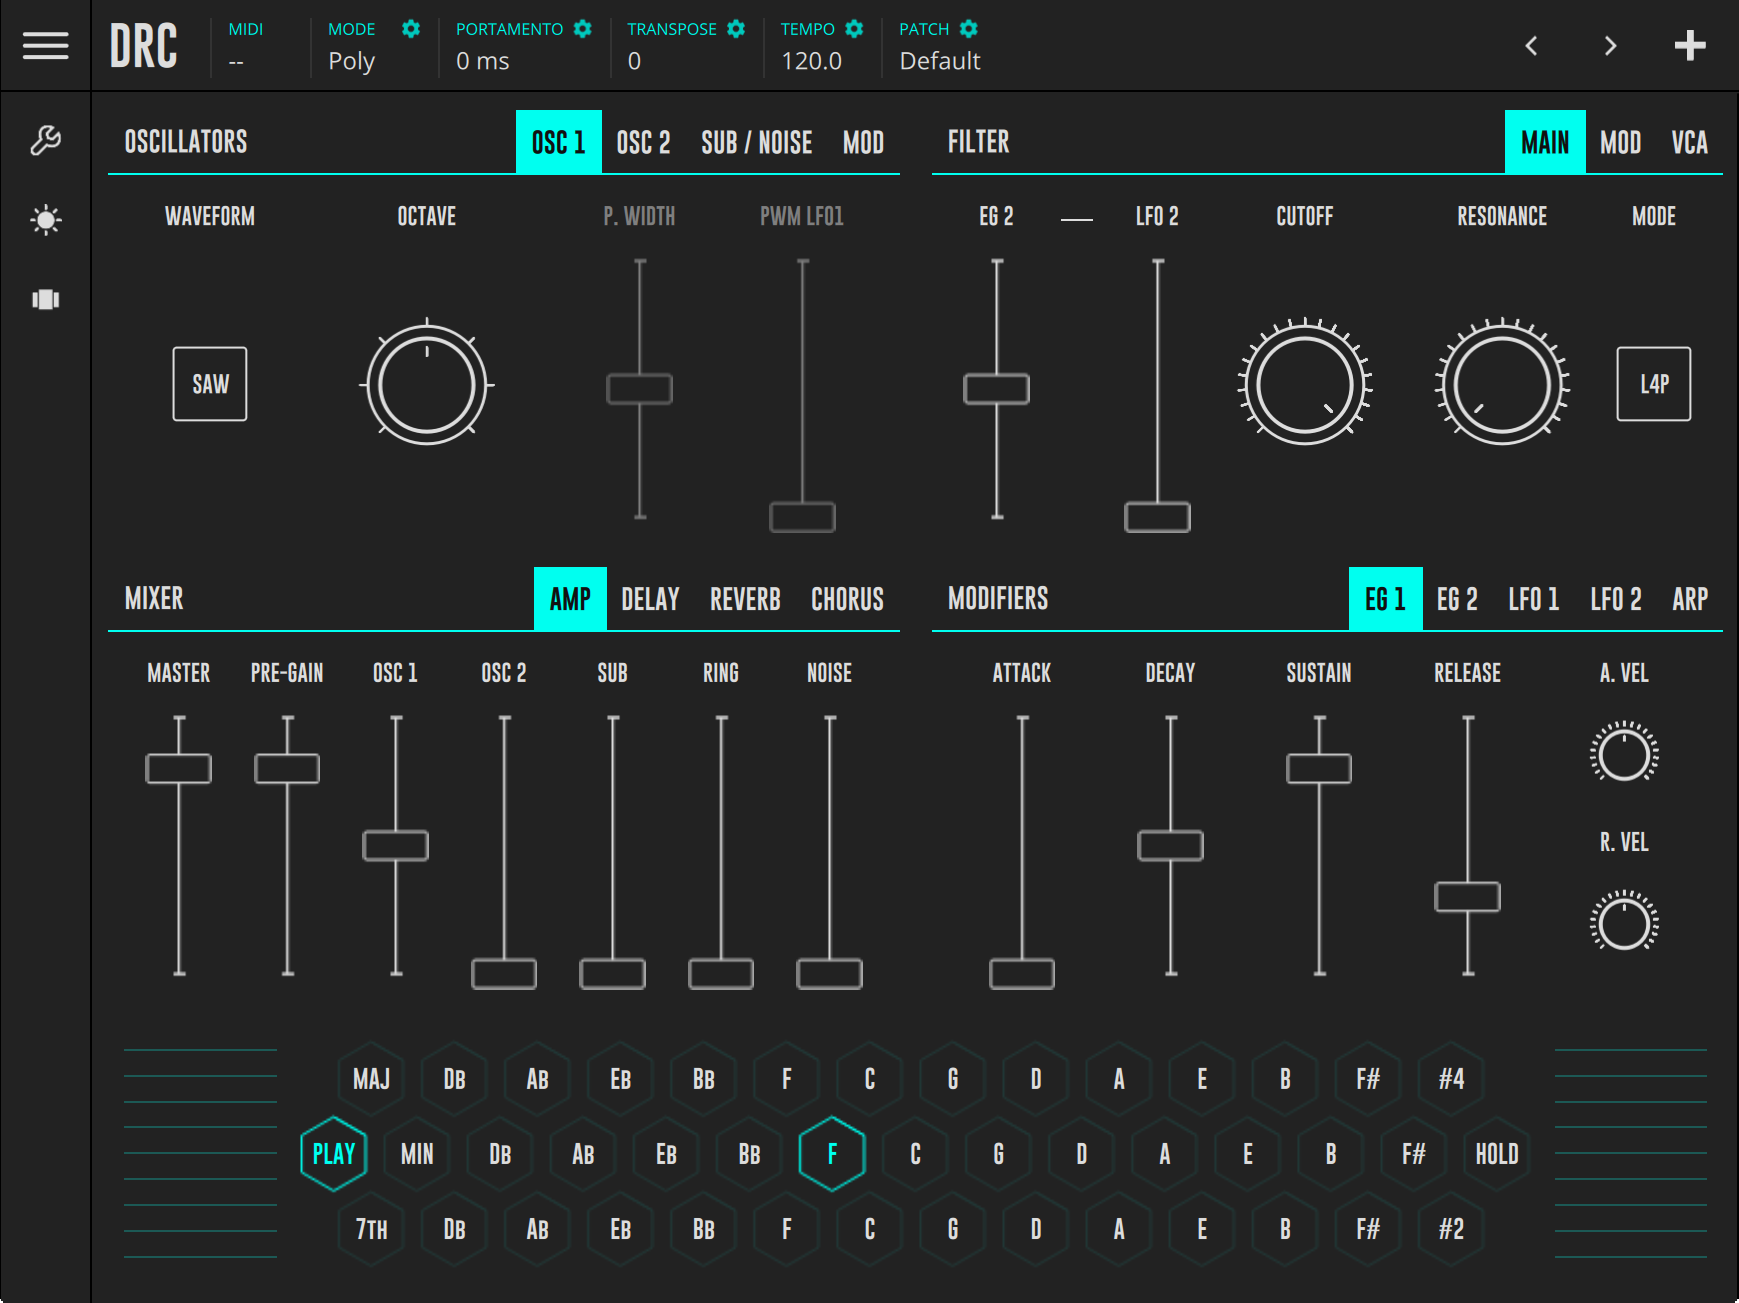 DRC MIDI MODE PORTAMENTO TRANSPOSE TEMPO PATCH
-- Poly 0 ms 0 120.0 Default
OSCILLATORS OSC 1 OSC 2 SUB / NOISE MOD FILTER MAIN MOD VCA
WAVEFORM OCTAVE P. WIDTH PWM LFO1 EG 2 LFO 2 CUTOFF RESONANCE MODE
SAW L4P
MIXER AMP DELAY REVERB CHORUS MODIFIERS EG 1 EG 2 LFO 1 LFO 2 ARP
MASTER PRE-GAIN OSC 1 OSC 2 SUB RING NOISE ATTACK DECAY SUSTAIN RELEASE A. VEL
R. VEL
MAJ DB AB EB BB F C G D A E B F# #4
PLAY MIN DB AB EB BB F C G D A E B F# HOLD
7TH DB AB EB BB F C G D A E B F# #2